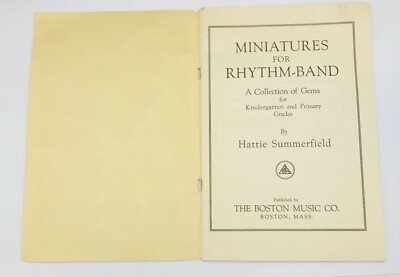 MINIATURES
FOR
RHYTHM-BAND
A Collection of Gems
for
Kindergarten and Primary
Grades
By
Hattie Summerfield
Published by
THE BOSTON MUSIC CO.
BOSTON, MASS.